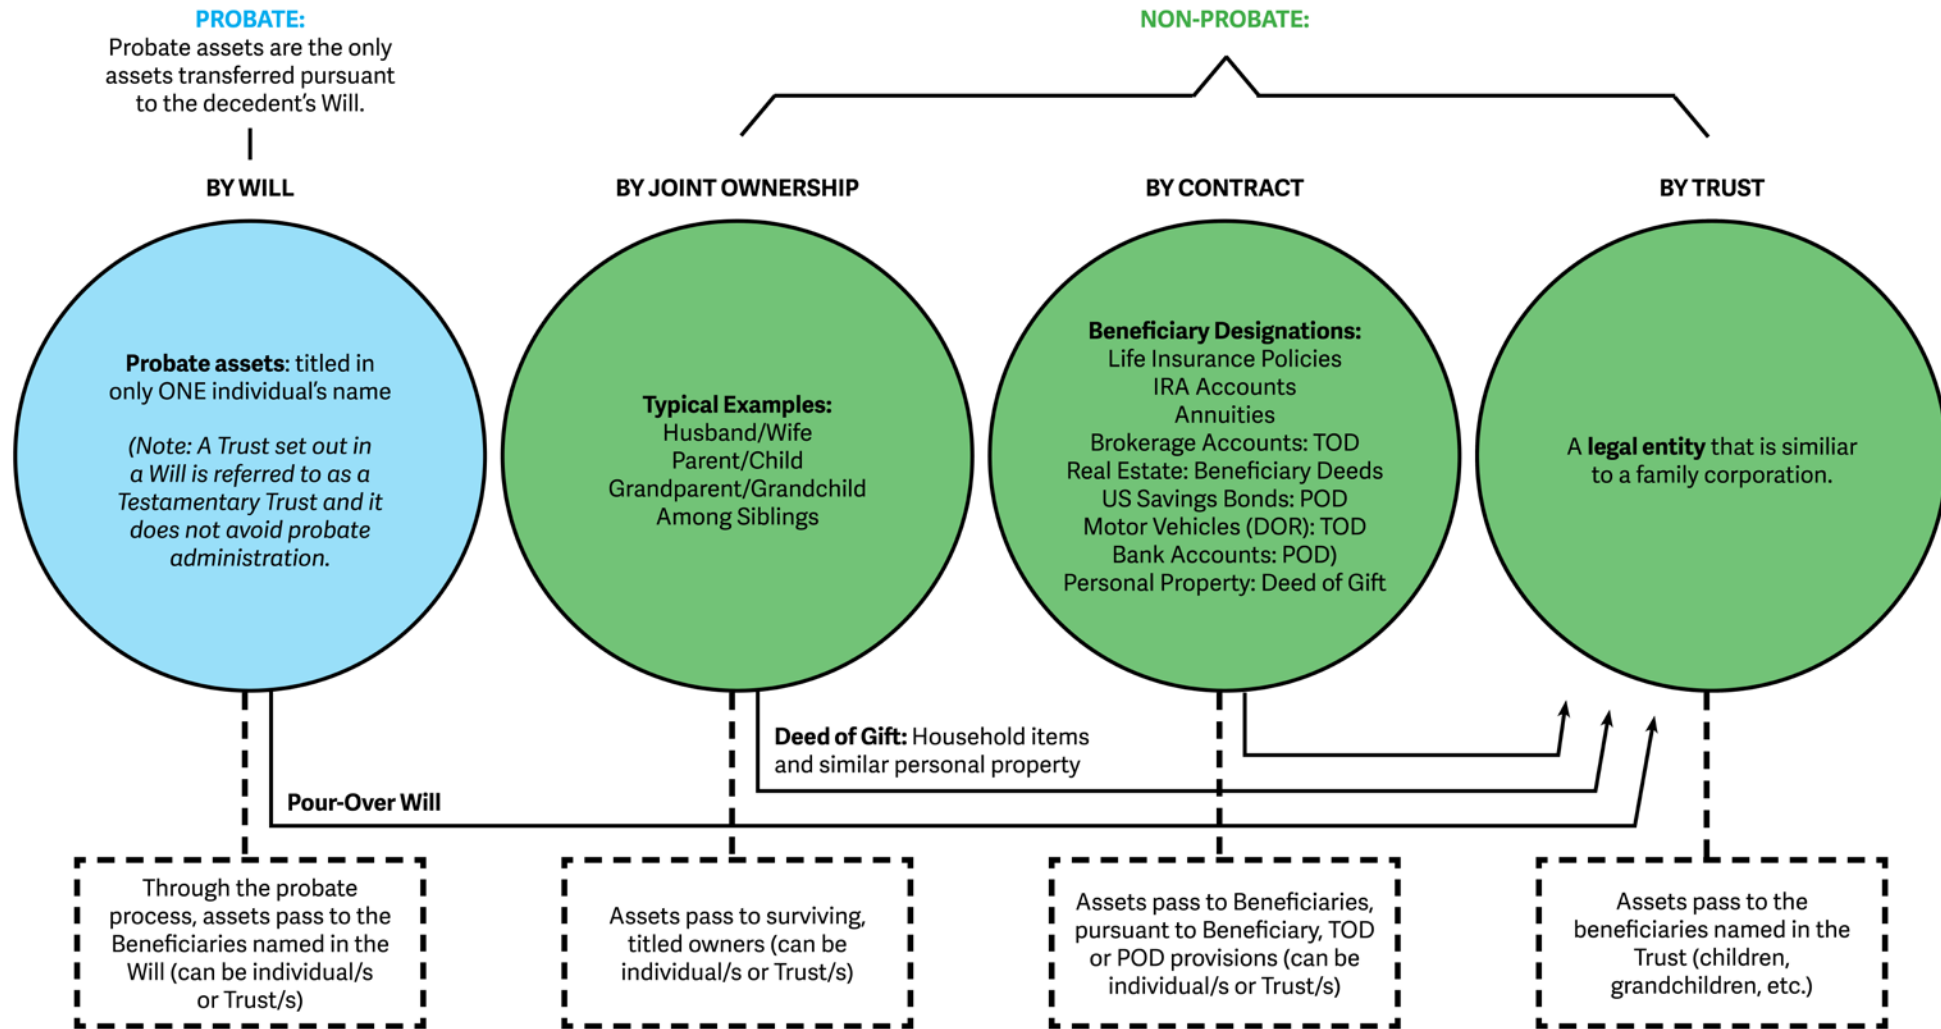 PROBATE:
Probate assets are the only
assets transferred pursuant
to the decedent's Will.
NON-PROBATE:
BY WILL
BY JOINT OWNERSHIP
BY CONTRACT
BY TRUST
Probate assets: titled in
only ONE individual's name
(Note: A Trust set out in
a Will is referred to as a
Testamentary Trust and it
does not avoid probate
administration.
Typical Examples:
Husband/Wife
Parent/Child
Grandparent/Grandchild
Among Siblings
Beneficiary Designations:
Life Insurance Policies
IRA Accounts
Annuities
Brokerage Accounts: TOD
Real Estate: Beneficiary Deeds
US Savings Bonds: POD
Motor Vehicles (DOR): TOD
Bank Accounts: POD)
Personal Property: Deed of Gift
A legal entity that is similiar
to a family corporation.
Deed of Gift: Household items
and similar personal property
Pour-Over Will
Through the probate
process, assets pass to the
Beneficiaries named in the
Will (can be individual/s
or Trust/s)
Assets pass to surviving,
titled owners (can be
individual/s or Trust/s)
Assets pass to Beneficiaries,
pursuant to Beneficiary, TOD
or POD provisions (can be
individual/s or Trust/s)
Assets pass to the
beneficiaries named in the
Trust (children,
grandchildren, etc.)